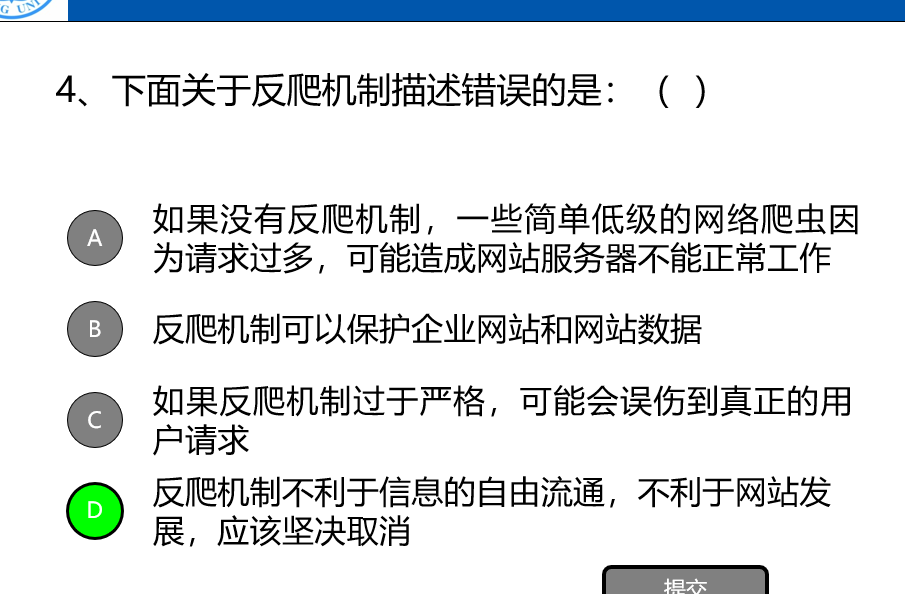 G UNI
4、下面关于反爬机制描述错误的是：（ ）
A
如果没有反爬机制，一些简单低级的网络爬虫因
为请求过多，可能造成网站服务器不能正常工作
B
反爬机制可以保护企业网站和网站数据
C
如果反爬机制过于严格，可能会误伤到真正的用
户请求
D
反爬机制不利于信息的自由流通，不利于网站发
展，应该坚决取消
提交